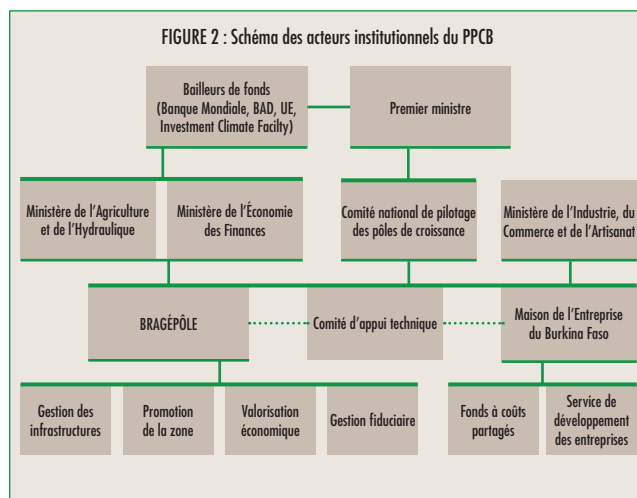 FIGURE 2 : Schéma des acteurs institutionnels du PPCB
Bailleurs de fonds
(Banque Mondiale, BAD, UE,
Investment Climate Facilty)
Premier ministre
Ministère de l’Agriculture
et de l’Hydraulique
Ministère de l’Économie
des Finances
Comité national de pilotage
des pôles de croissance
Ministère de l’Industrie, du
Commerce et de l’Artisanat
BRAGÉPÔLE
Comité d’appui technique
Maison de l’Entreprise
du Burkina Faso
Gestion des
infrastructures
Promotion
de la zone
Valorisation
économique
Gestion fiduciaire
Fonds à coûts
partagés
Service de
développement
des entreprises